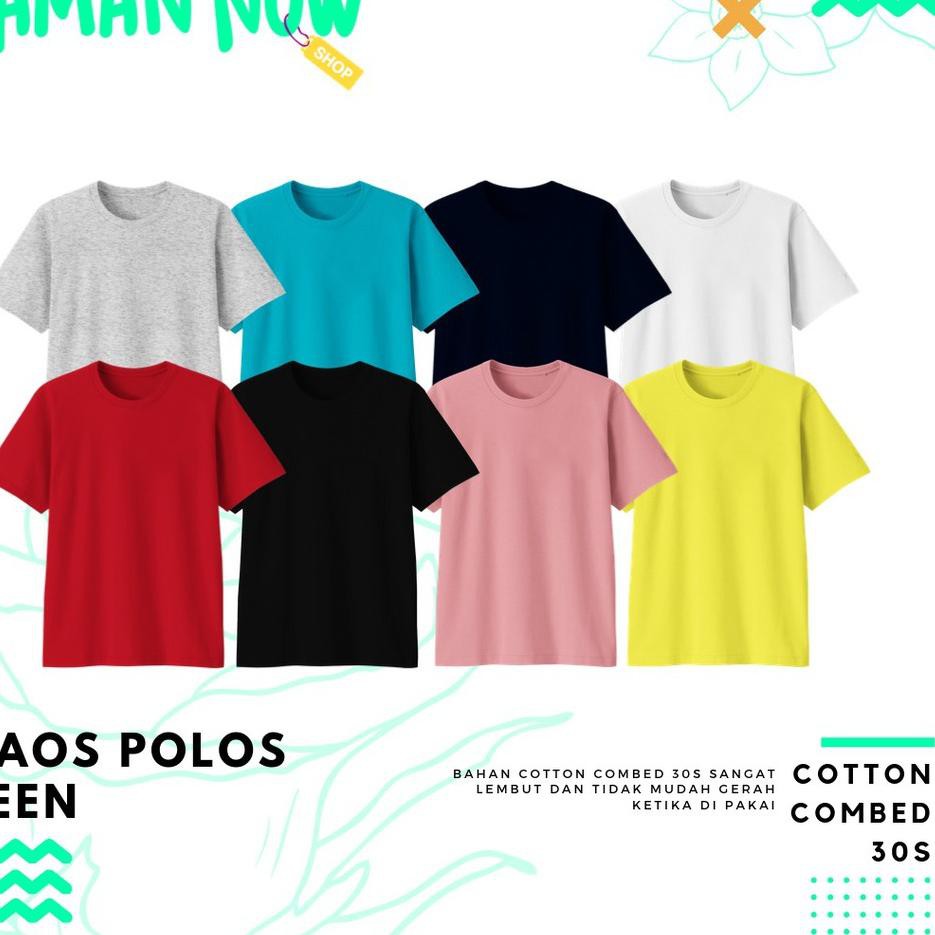 AMAN NOW
SHOP
AOS POLOS
EEN
BAHAN COTTON COMBED 30S SANGAT
LEMBUT DAN TIDAK MUDAH GERAH
KETIKA DI PAKAI
COTTON
COMBED
30S